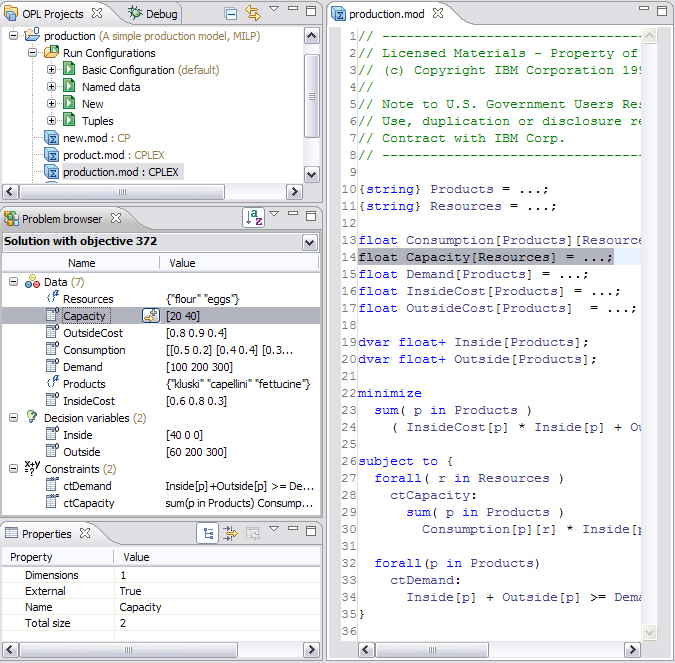 OPL Projects Debug
production (A simple production model, MILP)
Run Configurations
Basic Configuration (default)
Named data
New
Tuples
new.mod : CP
product.mod : CPLEX
production.mod : CPLEX
Problem browser
Solution with objective 372
Name Value
Data (7)
Resources {"flour" "eggs"}
Capacity [20 40]
OutsideCost [0.8 0.9 0.4]
Consumption [[0.5 0.2] [0.4 0.4] [0.3...
Demand [100 200 300]
Products {"kluski" "capellini" "fettucine"}
InsideCost [0.6 0.8 0.3]
Decision variables (2)
Inside [40 0 0]
Outside [60 200 300]
Constraints (2)
ctDemand Inside[p]+Outside[p] >= De...
ctCapacity sum(p in Products) Consump...
Properties
Property Value
Dimensions 1
External True
Name Capacity
Total size 2
production.mod
1 // --------------------------------
2 // Licensed Materials - Property of
3 // (c) Copyright IBM Corporation 199
4 //
5 // Note to U.S. Government Users Res
6 // Use, duplication or disclosure re
7 // Contract with IBM Corp.
8 // --------------------------------
9
10 {string} Products = ...;
11 {string} Resources = ...;
12
13 float Consumption[Products][Resource
14 float Capacity[Resources] = ...;
15 float Demand[Products] = ...;
16 float InsideCost[Products] = ...;
17 float OutsideCost[Products]  = ...;
18
19 dvar float+ Inside[Products];
20 dvar float+ Outside[Products];
21
22 minimize
23   sum( p in Products )
24     ( InsideCost[p] * Inside[p] + Ou
25
26 subject to {
27   forall( r in Resources )
28     ctCapacity:
29       sum( p in Products )
30         Consumption[p][r] * Inside[p
31
32   forall(p in Products)
33     ctDemand:
34       Inside[p] + Outside[p] >= Dema
35 }
36